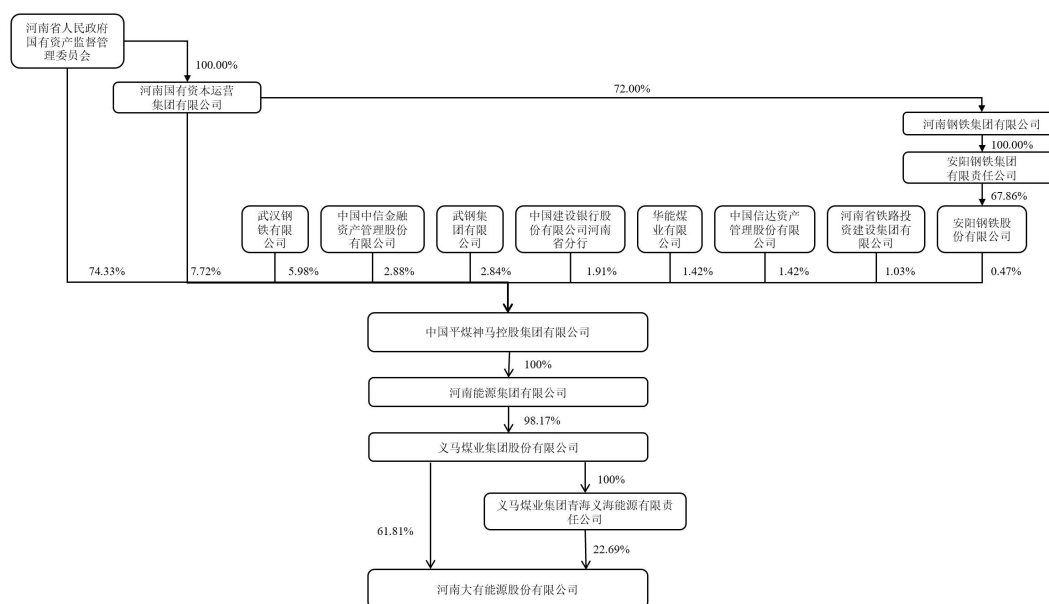 河南省人民政府
国有资产监督管
理委员会
100.00%
河南国有资本运营
集团有限公司
72.00%
河南钢铁集团有限公司
100.00%
安阳钢铁集团
有限责任公司
67.86%
武汉钢
铁有限
公司
中国中信金融
资产管理股份
有限公司
武钢集
团有限
公司
中国建设银行股
份有限公司河南
省分行
华能煤
业有限
公司
中国信达资产
管理股份有限
公司
河南省铁路投
资建设集团有
限公司
安阳钢铁股
份有限公司
74.33%
7.72%
5.98%
2.88%
2.84%
1.91%
1.42%
1.42%
1.03%
0.47%
中国平煤神马控股集团有限公司
100%
河南能源集团有限公司
98.17%
义马煤业集团股份有限公司
100%
义马煤业集团青海义海能源有限责
任公司
61.81%
22.69%
河南大有能源股份有限公司